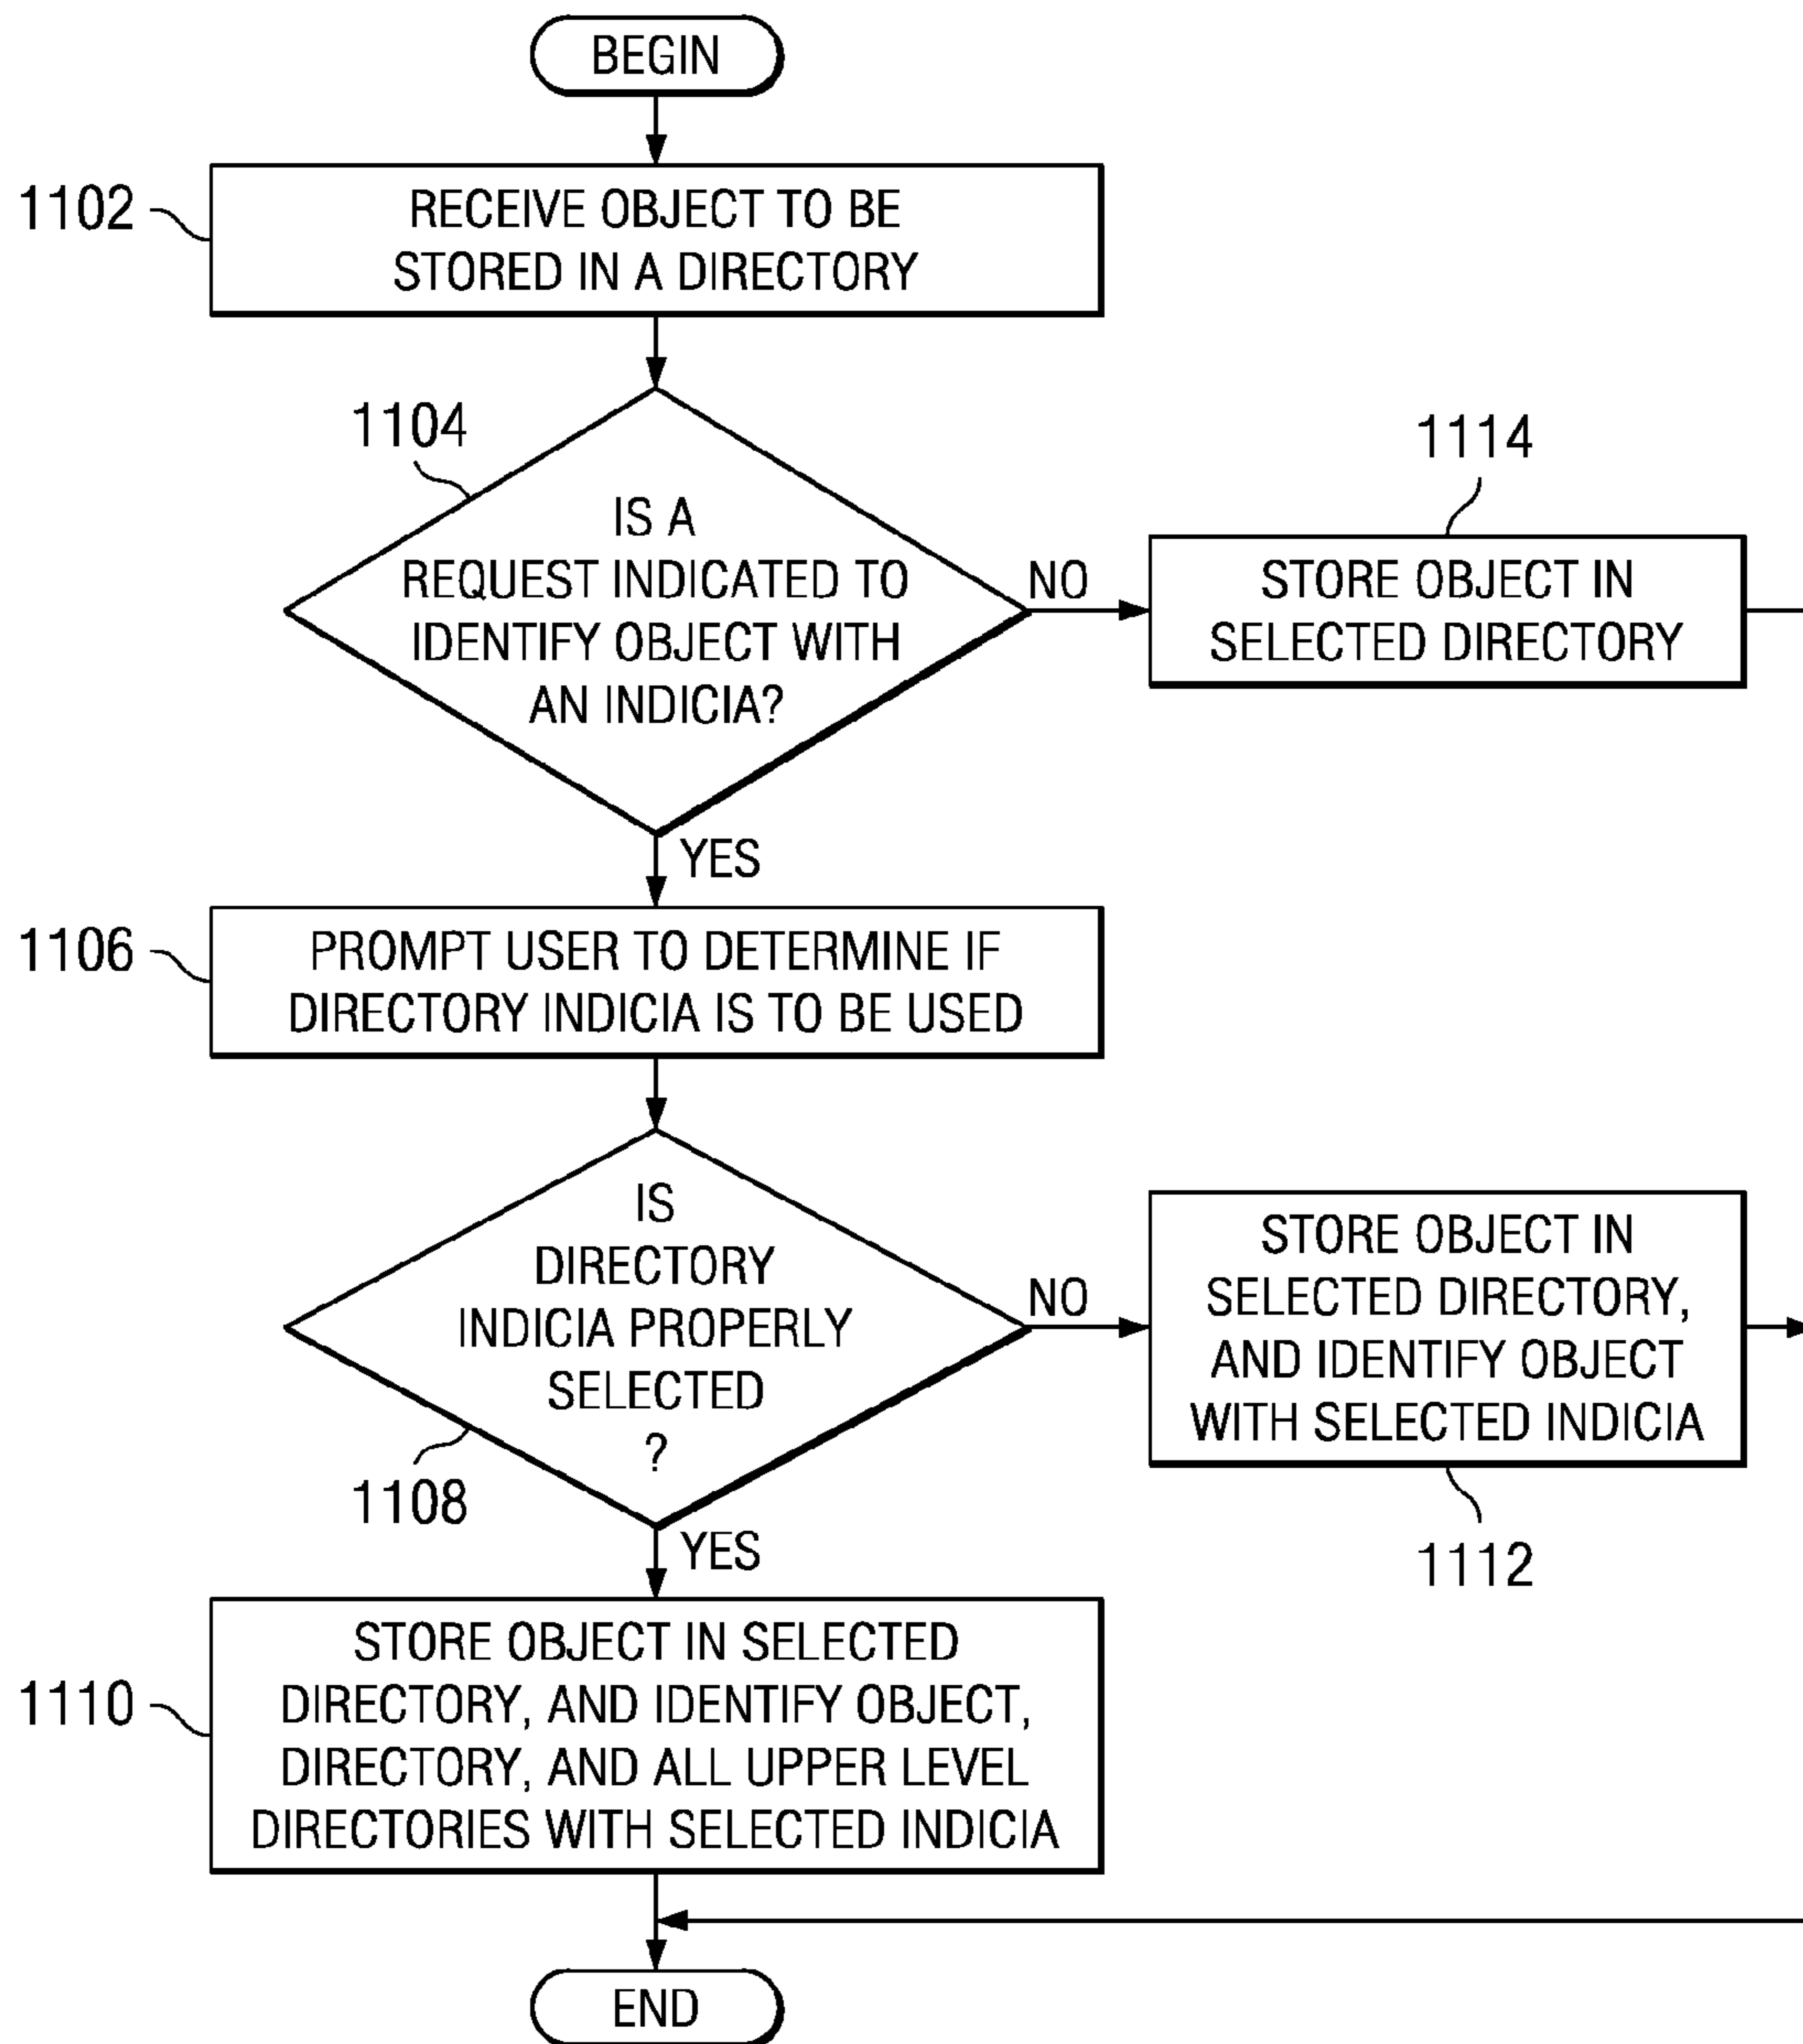 BEGIN
1102
RECEIVE OBJECT TO BE
STORED IN A DIRECTORY
1104
IS A
REQUEST INDICATED TO
IDENTIFY OBJECT WITH
AN INDICIA?
NO
1114
STORE OBJECT IN
SELECTED DIRECTORY
YES
1106
PROMPT USER TO DETERMINE IF
DIRECTORY INDICIA IS TO BE USED
IS
DIRECTORY
INDICIA PROPERLY
SELECTED
?
1108
NO
STORE OBJECT IN
SELECTED DIRECTORY,
AND IDENTIFY OBJECT
WITH SELECTED INDICIA
1112
YES
1110
STORE OBJECT IN SELECTED
DIRECTORY, AND IDENTIFY OBJECT,
DIRECTORY, AND ALL UPPER LEVEL
DIRECTORIES WITH SELECTED INDICIA
END